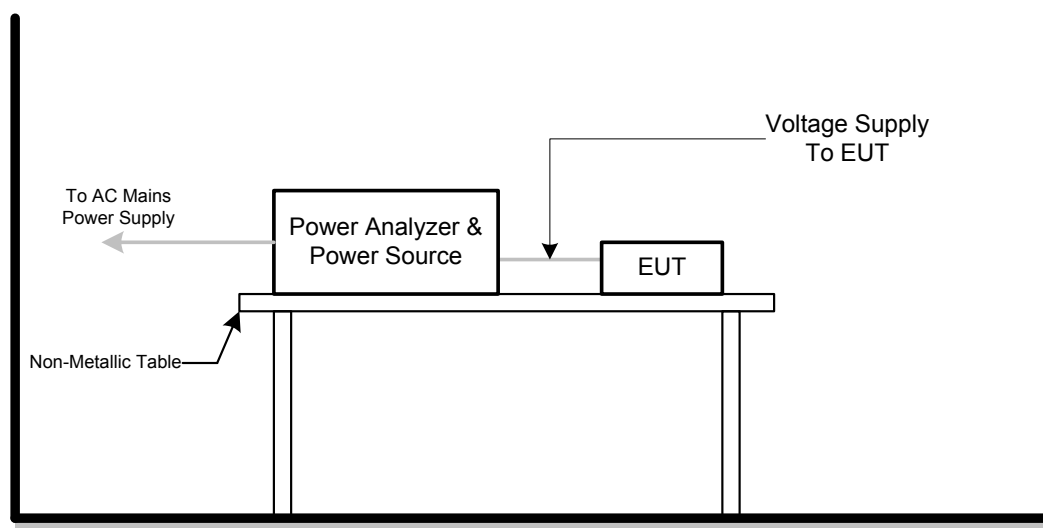 Voltage Supply
To EUT
To AC Mains
Power Supply
Power Analyzer &
Power Source
EUT
Non-Metallic Table